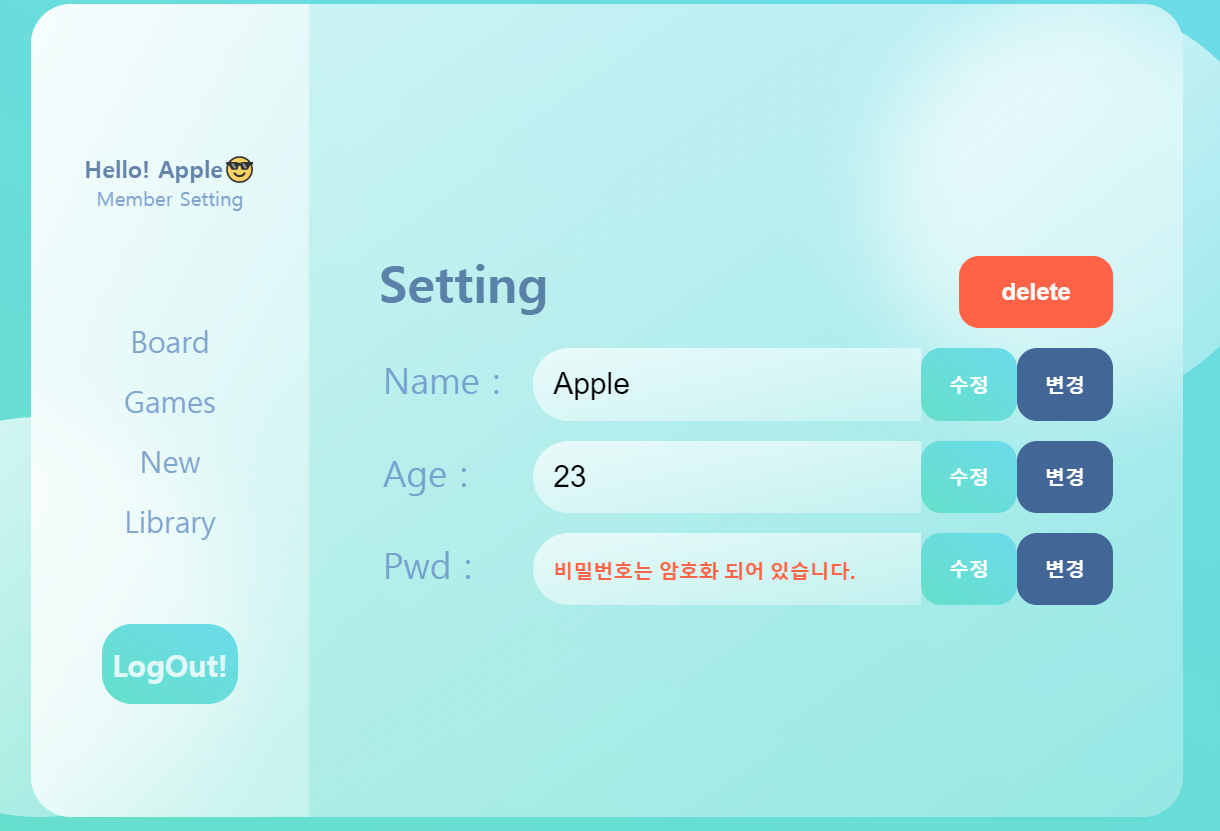 Hello! Apple😎
Member Setting
Board
Games
New
Library
LogOut!
Setting
delete
Name : Apple 수정 변경
Age : 23 수정 변경
Pwd : 비밀번호는 암호화 되어 있습니다. 수정 변경